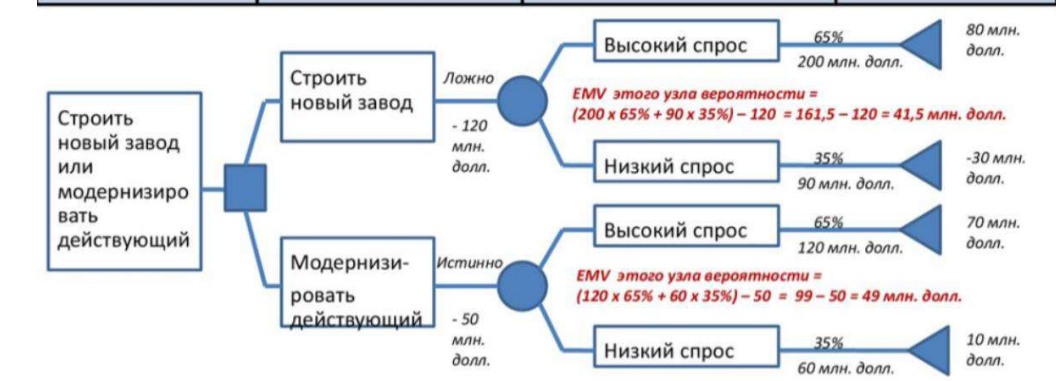 Строить
новый завод
или
модернизиро
вать
действующий
Строить
новый завод
Ложно
- 120
млн.
долл.
Высокий спрос
65%
200 млн. долл.
80 млн.
долл.
EMV этого узла вероятности =
(200 x 65% + 90 x 35%) – 120 = 161,5 – 120 = 41,5 млн. долл.
Низкий спрос
35%
90 млн. долл.
-30 млн.
долл.
Модернизи-
ровать
действующий
Истинно
- 50
млн.
долл.
Высокий спрос
65%
120 млн. долл.
70 млн.
долл.
EMV этого узла вероятности =
(120 x 65% + 60 x 35%) – 50 = 99 – 50 = 49 млн. долл.
Низкий спрос
35%
60 млн. долл.
10 млн.
долл.